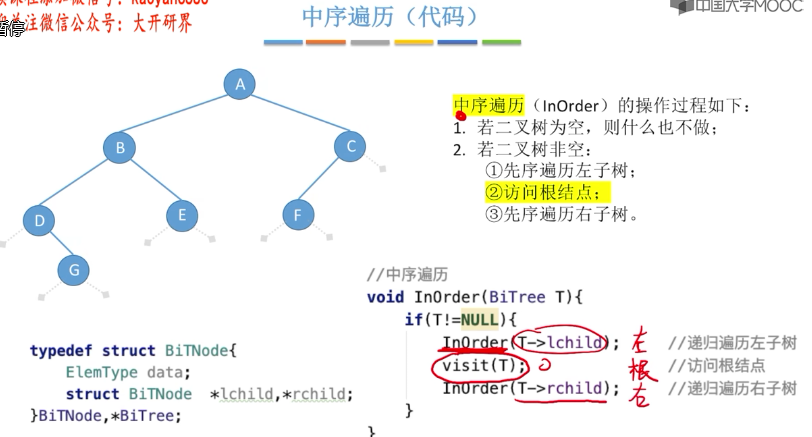 中序遍历（代码）
关注微信公众号：大开研界
暂停
中国大学MOOC
A
B
C
D
E
F
G
中序遍历（InOrder）的操作过程如下：
1. 若二叉树为空，则什么也不做；
2. 若二叉树非空：
①先序遍历左子树；
②访问根结点；
③先序遍历右子树。
//中序遍历
void InOrder(BiTree T){
if(T!=NULL){
InOrder(T->lchild); 左 //递归遍历左子树
visit(T); 根 //访问根结点
InOrder(T->rchild); 右 //递归遍历右子树
}
}
typedef struct BiTNode{
ElemType data;
struct BiTNode *lchild,*rchild;
}BiTNode,*BiTree;